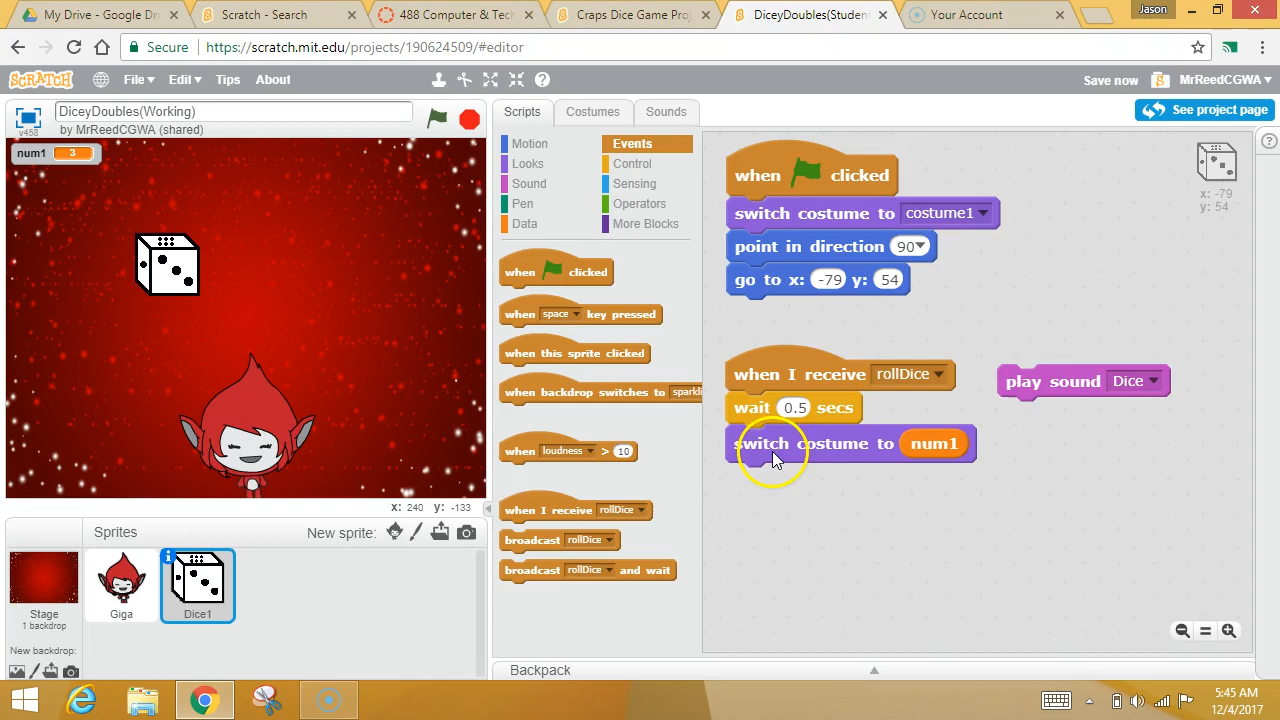 My Drive - Google Dri
Scratch - Search
488 Computer & Tech
Craps Dice Game Proj
DiceyDoubles(Student
Your Account
Jason
Secure
https://scratch.mit.edu/projects/190624509/#editor
SCRATCH
File
Edit
Tips
About
Save now
MrReedCGWA
v458
DiceyDoubles(Working)
by MrReedCGWA (shared)
Scripts
Costumes
Sounds
See project page
num1 3
Motion
Looks
Sound
Pen
Data
Events
Control
Sensing
Operators
More Blocks
when clicked
when space key pressed
when this sprite clicked
when backdrop switches to sparkl
when loudness > 10
when I receive rollDice
broadcast rollDice
broadcast rollDice and wait
when clicked
switch costume to costume1
point in direction 90
go to x: -79 y: 54
when I receive rollDice
wait 0.5 secs
switch costume to num1
play sound Dice
x: -79
y: 54
x: 240 y: -133
Sprites
New sprite:
Stage
1 backdrop
New backdrop:
Giga
Dice1
Backpack
5:45 AM
12/4/2017